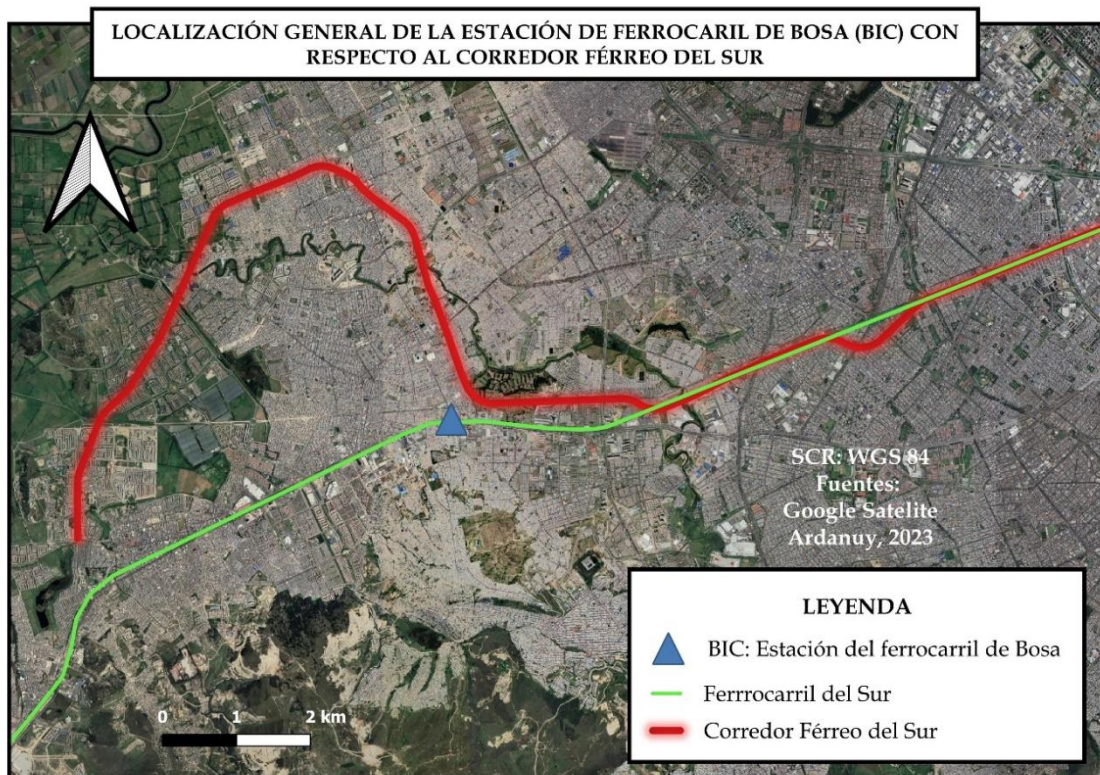 LOCALIZACIÓN GENERAL DE LA ESTACIÓN DE FERROCARIL DE BOSA (BIC) CON
RESPECTO AL CORREDOR FÉRREO DEL SUR
SCR: WGS 84
Fuentes:
Google Satelite
Ardanuy, 2023
LEYENDA
BIC: Estación del ferrocarril de Bosa
Ferrrocarril del Sur
Corredor Férreo del Sur
0 1 2 km